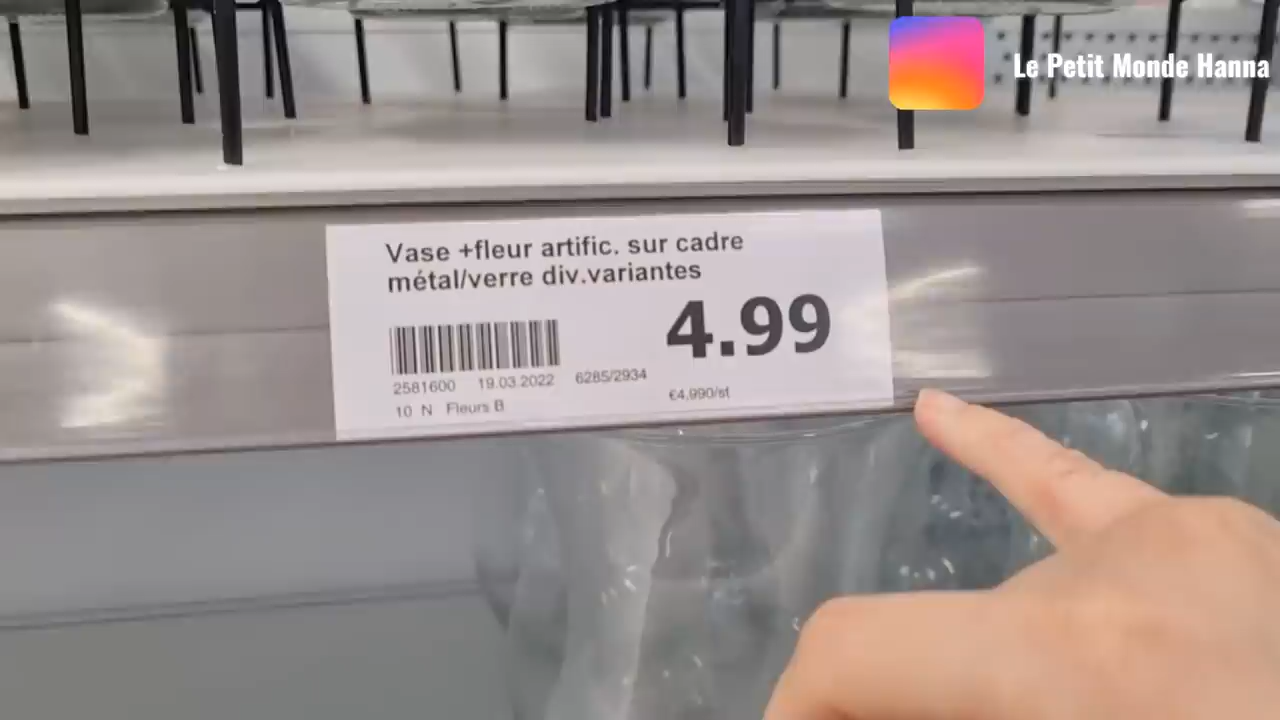 Le Petit Monde Hanna
Vase +fleur artific. sur cadre
métal/verre div.variantes
4.99
2581600 19.03.2022 6285/2934
€4,990/st
10 N Fleurs B